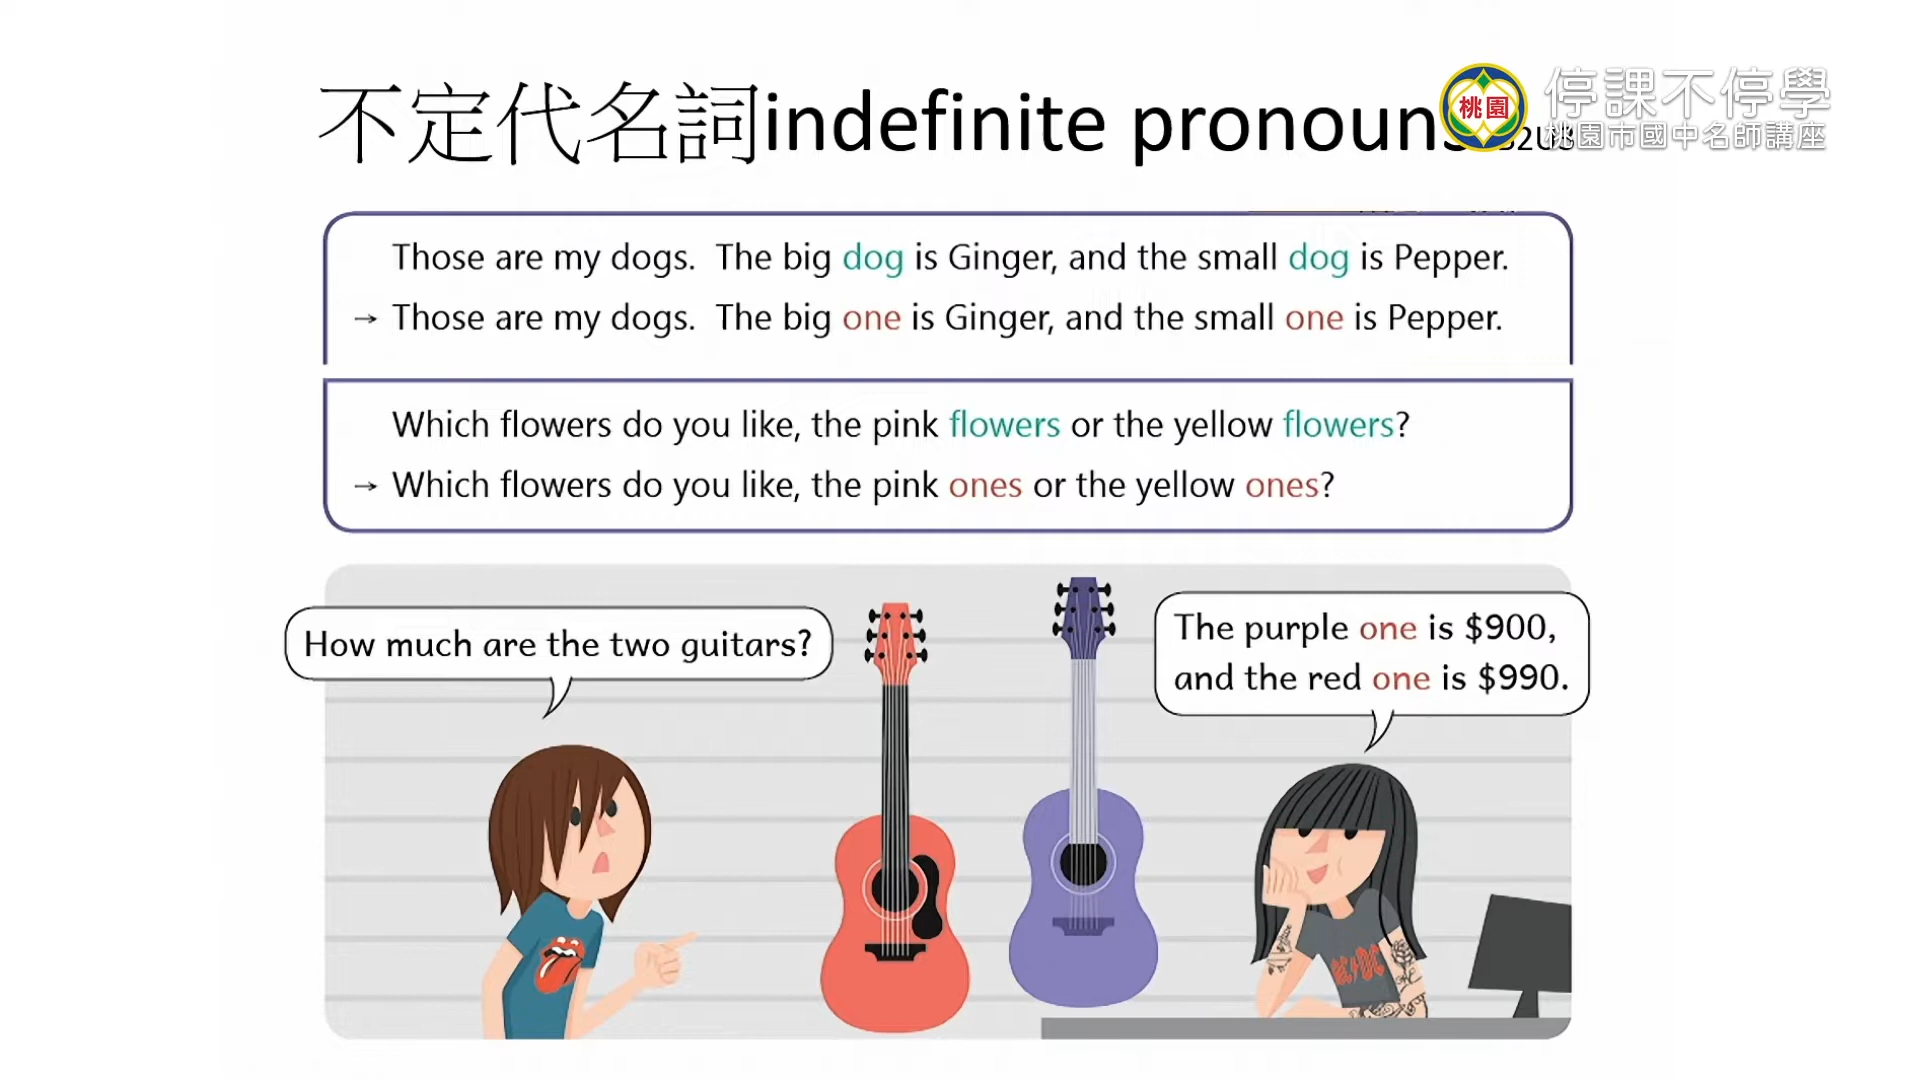 不定代名詞indefinite pronouns
桃園
停課不停學
桃園市國中名師講座
Those are my dogs. The big dog is Ginger, and the small dog is Pepper.
→ Those are my dogs. The big one is Ginger, and the small one is Pepper.
Which flowers do you like, the pink flowers or the yellow flowers?
→ Which flowers do you like, the pink ones or the yellow ones?
How much are the two guitars?
The purple one is $900,
and the red one is $990.
AC/DC